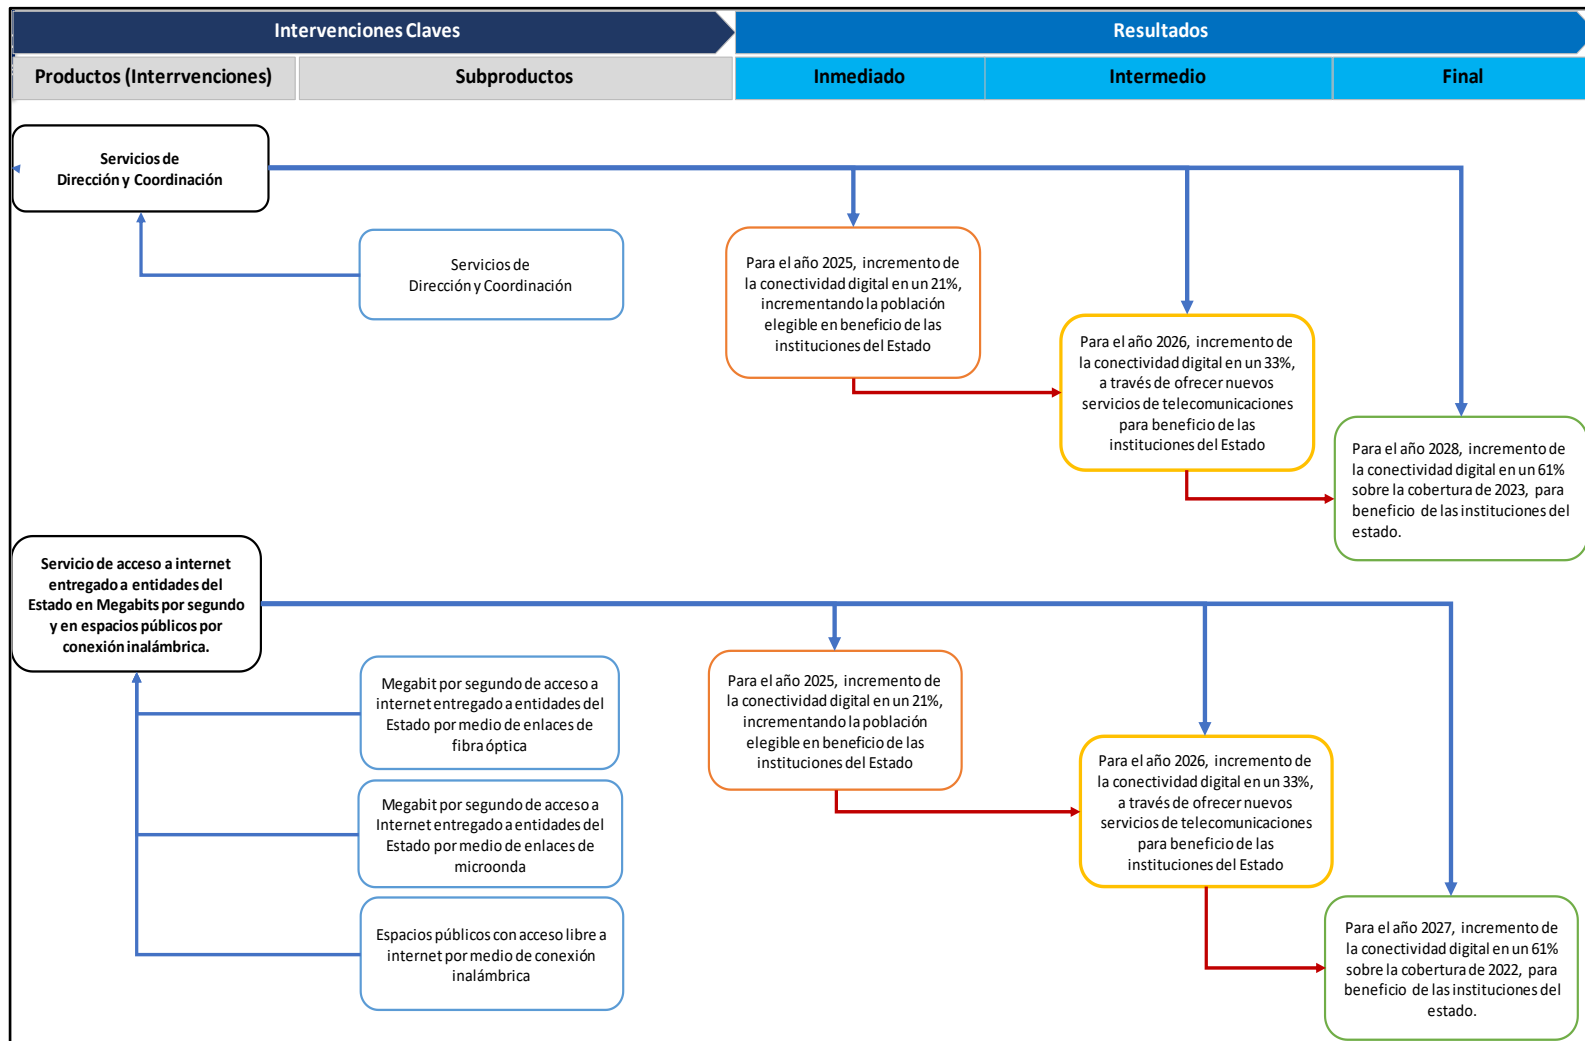 Intervenciones Claves
Resultados
Productos (Interrvenciones)
Subproductos
Inmediado
Intermedio
Final
Servicios de
Dirección y Coordinación
Servicios de
Dirección y Coordinación
Para el año 2025, incremento de
la conectividad digital en un 21%,
incrementando la población
elegible en beneficio de las
instituciones del Estado
Para el año 2026, incremento de
la conectividad digital en un 33%,
a través de ofrecer nuevos
servicios de telecomunicaciones
para beneficio de las
instituciones del Estado
Para el año 2028, incremento de
la conectividad digital en un 61%
sobre la cobertura de 2023, para
beneficio de las instituciones del
estado.
Servicio de acceso a internet
entregado a entidades del
Estado en Megabits por segundo
y en espacios públicos por
conexión inalámbrica.
Megabit por segundo de acceso a
internet entregado a entidades del
Estado por medio de enlaces de
fibra óptica
Megabit por segundo de acceso a
Internet entregado a entidades del
Estado por medio de enlaces de
microonda
Espacios públicos con acceso libre a
internet por medio de conexión
inalámbrica
Para el año 2025, incremento de
la conectividad digital en un 21%,
incrementando la población
elegible en beneficio de las
instituciones del Estado
Para el año 2026, incremento de
la conectividad digital en un 33%,
a través de ofrecer nuevos
servicios de telecomunicaciones
para beneficio de las
instituciones del Estado
Para el año 2027, incremento de
la conectividad digital en un 61%
sobre la cobertura de 2022, para
beneficio de las instituciones del
estado.